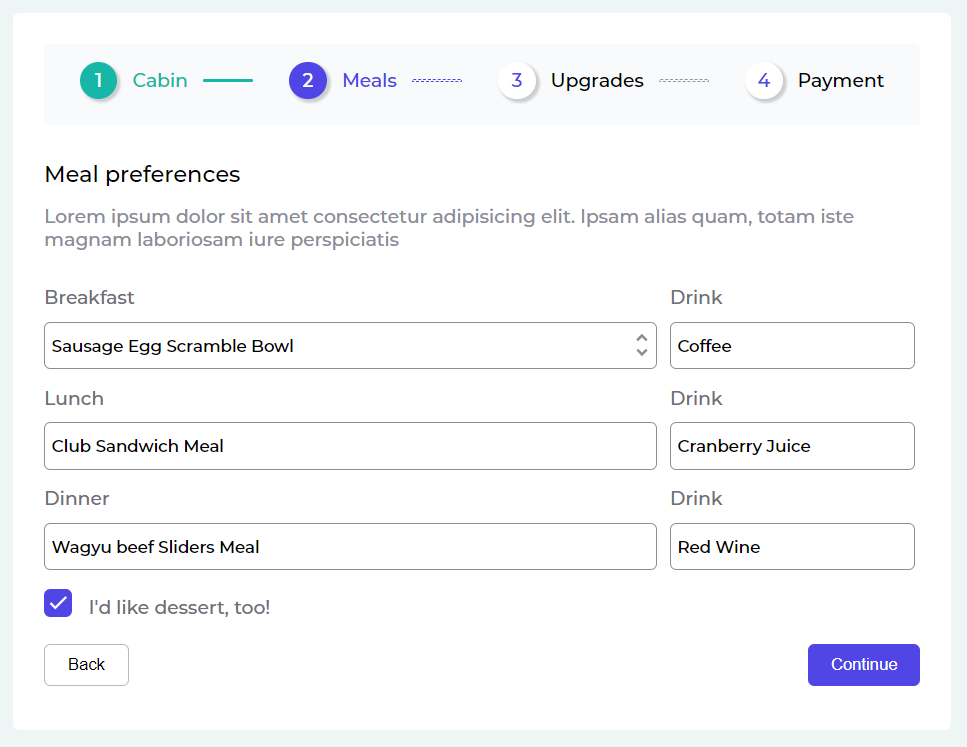 1 Cabin 2 Meals 3 Upgrades 4 Payment
Meal preferences
Lorem ipsum dolor sit amet consectetur adipisicing elit. Ipsam alias quam, totam iste
magnam laboriosam iure perspiciatis
Breakfast Drink
Sausage Egg Scramble Bowl Coffee
Lunch Drink
Club Sandwich Meal Cranberry Juice
Dinner Drink
Wagyu beef Sliders Meal Red Wine
I'd like dessert, too!
Back Continue